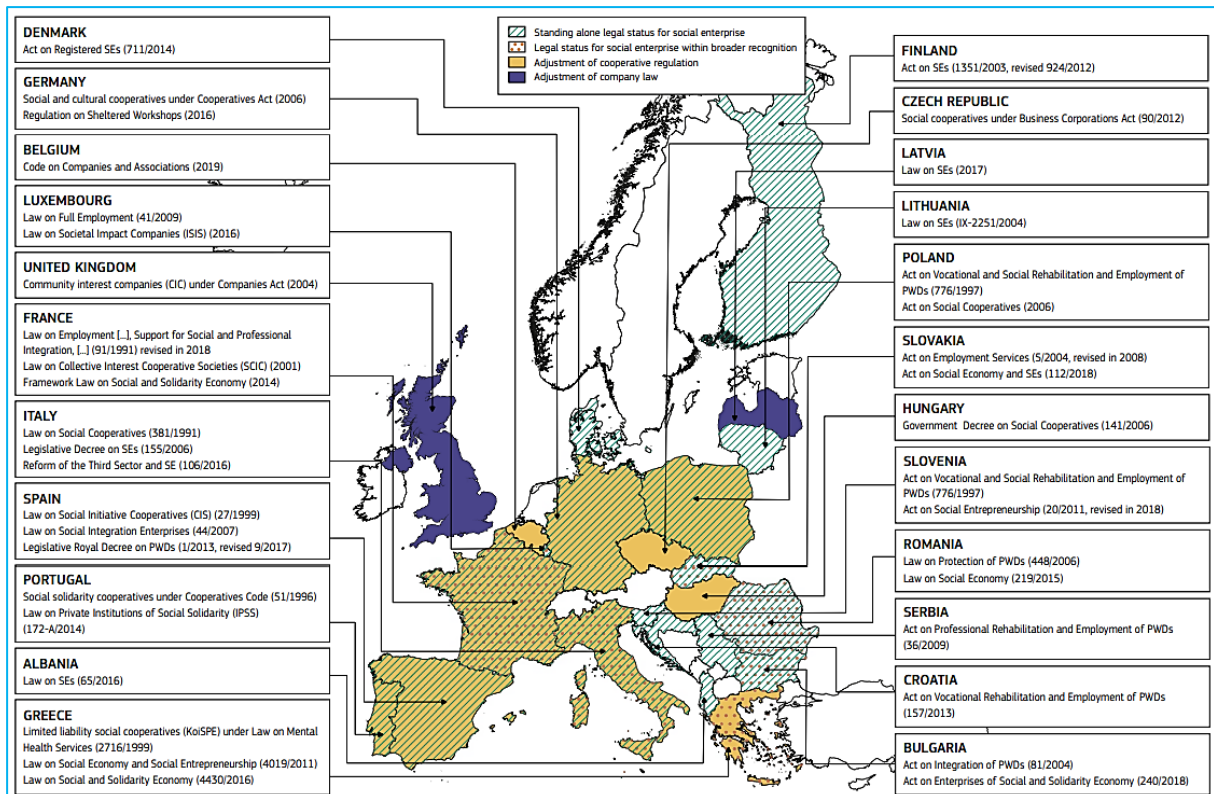 DENMARK
Act on Registered SEs (711/2014)
GERMANY
Social and cultural cooperatives under Cooperatives Act (2006)
Regulation on Sheltered Workshops (2016)
BELGIUM
Code on Companies and Associations (2019)
LUXEMBOURG
Law on Full Employment (41/2009)
Law on Societal Impact Companies (ISIS) (2016)
UNITED KINGDOM
Community interest companies (CIC) under Companies Act (2004)
FRANCE
Law on Employment [...], Support for Social and Professional
Integration, [...] (91/1991) revised in 2018
Law on Collective Interest Cooperative Societies (SCIC) (2001)
Framework Law on Social and Solidarity Economy (2014)
ITALY
Law on Social Cooperatives (381/1991)
Legislative Decree on SEs (155/2006)
Reform of the Third Sector and SE (106/2016)
SPAIN
Law on Social Initiative Cooperatives (CIS) (27/1999)
Law on Social Integration Enterprises (44/2007)
Legislative Royal Decree on PWDs (1/2013, revised 9/2017)
PORTUGAL
Social solidarity cooperatives under Cooperatives Code (51/1996)
Law on Private Institutions of Social Solidarity (IPSS)
(172-A/2014)
ALBANIA
Law on SEs (65/2016)
GREECE
Limited liability social cooperatives (KoiSPE) under Law on Mental
Health Services (2716/1999)
Law on Social Economy and Social Entrepreneurship (4019/2011)
Law on Social and Solidarity Economy (4430/2016)
Standing alone legal status for social enterprise
Legal status for social enterprise within broader recognition
Adjustment of cooperative regulation
Adjustment of company law
FINLAND
Act on SEs (1351/2003, revised 924/2012)
CZECH REPUBLIC
Social cooperatives under Business Corporations Act (90/2012)
LATVIA
Law on SEs (2017)
LITHUANIA
Law on SEs (IX-2251/2004)
POLAND
Act on Vocational and Social Rehabilitation and Employment of
PWDs (776/1997)
Act on Social Cooperatives (2006)
SLOVAKIA
Act on Employment Services (5/2004, revised in 2008)
Act on Social Economy and SEs (112/2018)
HUNGARY
Government Decree on Social Cooperatives (141/2006)
SLOVENIA
Act on Vocational and Social Rehabilitation and Employment of
PWDs (776/1997)
Act on Social Entrepreneurship (20/2011, revised in 2018)
ROMANIA
Law on Protection of PWDs (448/2006)
Law on Social Economy (219/2015)
SERBIA
Act on Professional Rehabilitation and Employment of PWDs
(36/2009)
CROATIA
Act on Vocational Rehabilitation and Employment of PWDs
(157/2013)
BULGARIA
Act on Integration of PWDs (81/2004)
Act on Enterprises of Social and Solidarity Economy (240/2018)